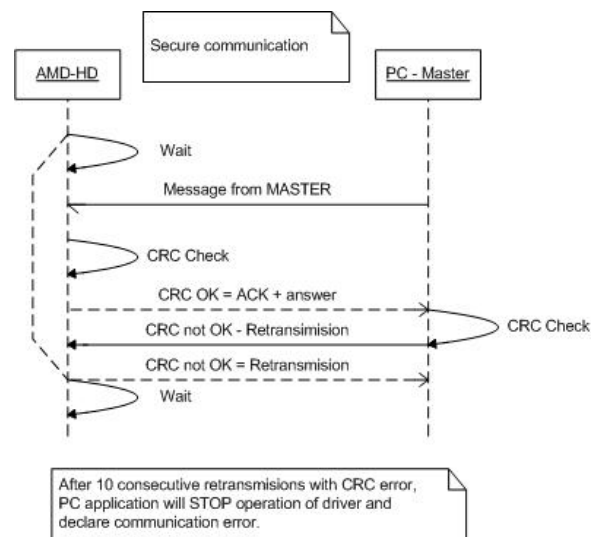 Secure communication
AMD-HD
PC - Master
Wait
Message from MASTER
CRC Check
CRC OK = ACK + answer
CRC not OK - Retransimision
CRC Check
CRC not OK = Retransmision
Wait
After 10 consecutive retransmisions with CRC error,
PC application will STOP operation of driver and
declare communication error.